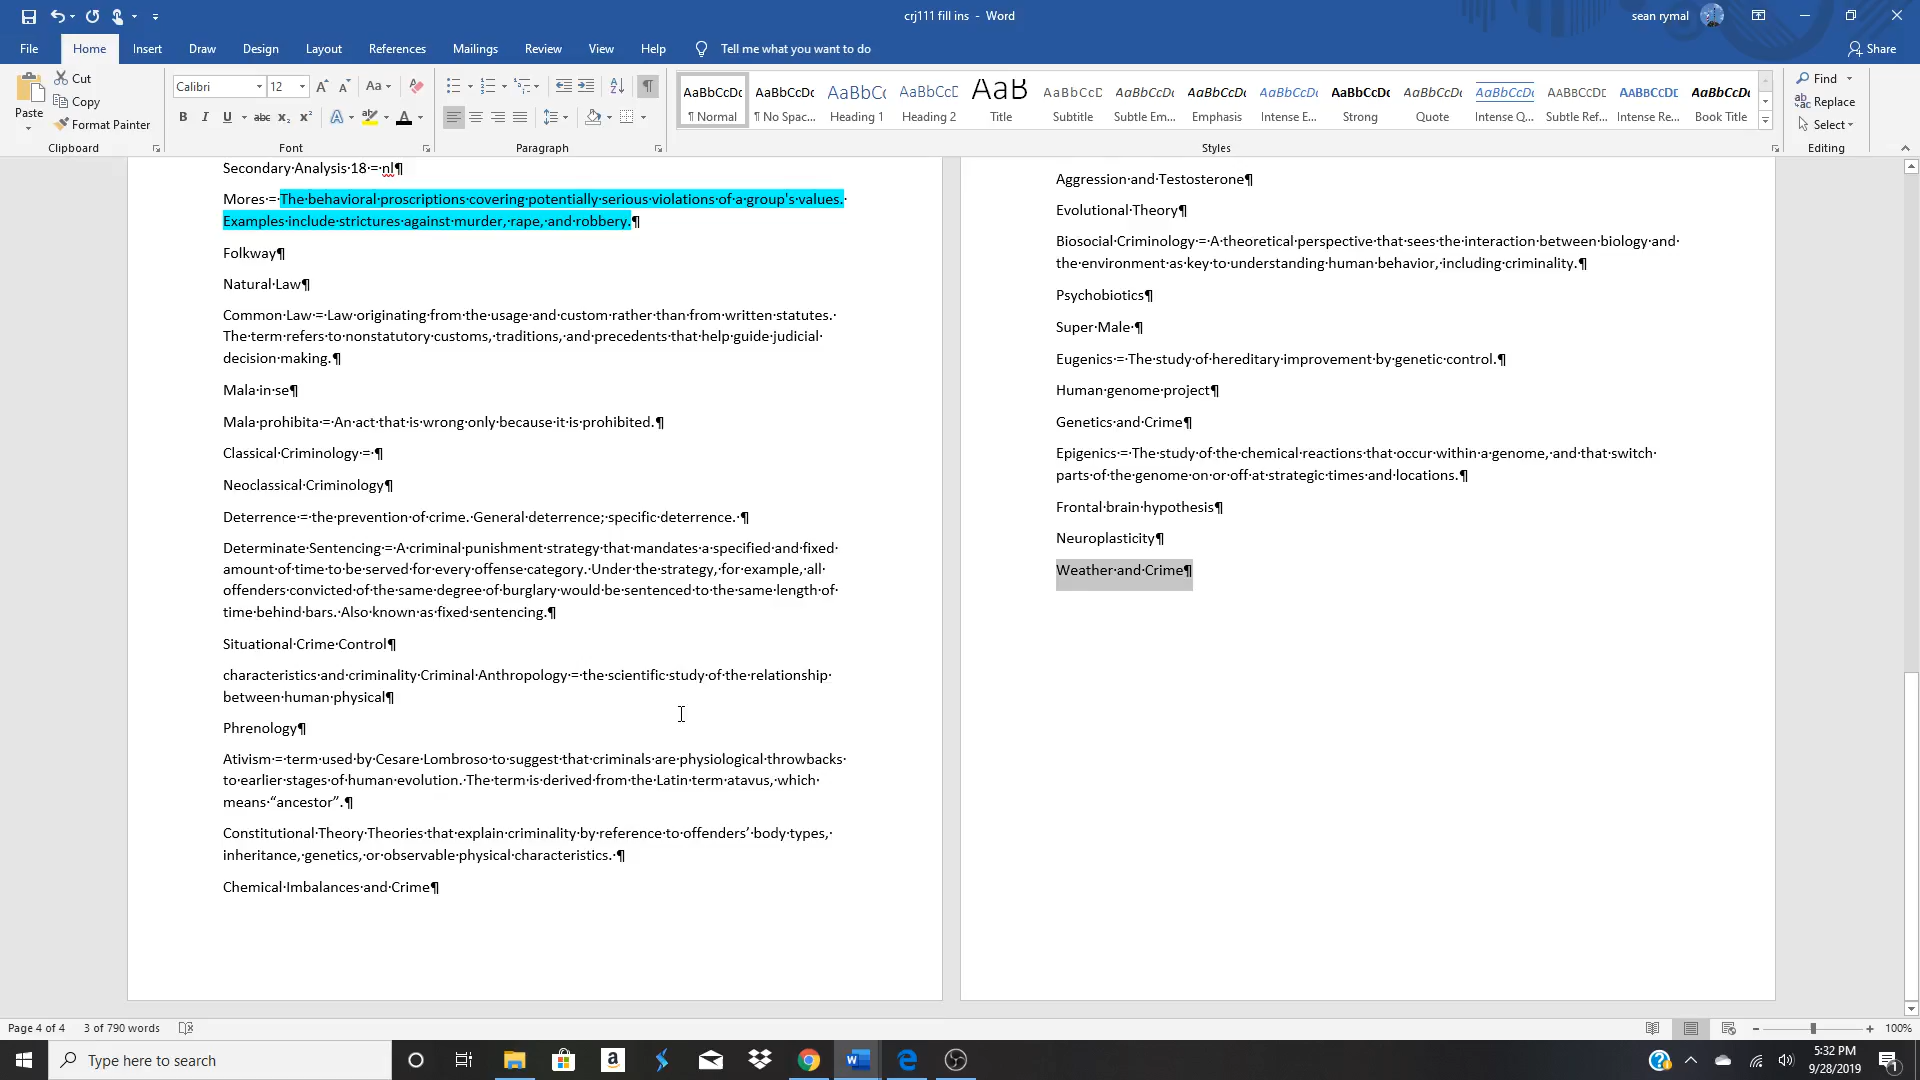 crj111 fill ins - Word
sean rymal
File Home Insert Draw Design Layout References Mailings Review View Help Tell me what you want to do Share
Paste
Cut
Copy
Format Painter
Clipboard
Calibri 12
Aa
B I U abc x₂ x² A A
Font
Paragraph
AaBbCcDc AaBbCcDc AaBbCc AaBbCcE AaB AaBbCcD AaBbCcDc AaBbCcDc AaBbCcDc AaBbCcDc AaBbCcDc AaBbCcDc AABBCCDE AABBCCDE AaBbCcDc
¶ Normal ¶ No Spac... Heading 1 Heading 2 Title Subtitle Subtle Em... Emphasis Intense E... Strong Quote Intense Q... Subtle Ref... Intense Re... Book Title
Styles
Find
Replace
Select
Editing
Secondary·Analysis·18·=·nl¶
Mores·=·The·behavioral·proscriptions·covering·potentially·serious·violations·of·a·group's·values.·
Examples·include·strictures·against·murder,·rape,·and·robbery.¶
Folkway¶
Natural·Law¶
Common·Law·=·Law·originating·from·the·usage·and·custom·rather·than·from·written·statutes.·
The·term·refers·to·nonstatutory·customs,·traditions,·and·precedents·that·help·guide·judicial·
decision·making.¶
Mala·in·se¶
Mala·prohibita·=·An·act·that·is·wrong·only·because·it·is·prohibited.¶
Classical·Criminology·=·¶
Neoclassical·Criminology¶
Deterrence·=·the·prevention·of·crime.·General·deterrence;·specific·deterrence.·¶
Determinate·Sentencing·=·A·criminal·punishment·strategy·that·mandates·a·specified·and·fixed·
amount·of·time·to·be·served·for·every·offense·category.·Under·the·strategy,·for·example,·all·
offenders·convicted·of·the·same·degree·of·burglary·would·be·sentenced·to·the·same·length·of·
time·behind·bars.·Also·known·as·fixed·sentencing.¶
Situational·Crime·Control¶
characteristics·and·criminality·Criminal·Anthropology·=·the·scientific·study·of·the·relationship·
between·human·physical¶
Phrenology¶
Ativism·=·term·used·by·Cesare·Lombroso·to·suggest·that·criminals·are·physiological·throwbacks·
to·earlier·stages·of·human·evolution.·The·term·is·derived·from·the·Latin·term·atavus,·which·
means·“ancestor”.¶
Constitutional·Theory·Theories·that·explain·criminality·by·reference·to·offenders’·body·types,·
inheritance,·genetics,·or·observable·physical·characteristics.·¶
Chemical·Imbalances·and·Crime¶
Aggression·and·Testosterone¶
Evolutional·Theory¶
Biosocial·Criminology·=·A·theoretical·perspective·that·sees·the·interaction·between·biology·and·
the·environment·as·key·to·understanding·human·behavior,·including·criminality.¶
Psychobiotics¶
Super·Male·¶
Eugenics·=·The·study·of·hereditary·improvement·by·genetic·control.¶
Human·genome·project¶
Genetics·and·Crime¶
Epigenics·=·The·study·of·the·chemical·reactions·that·occur·within·a·genome,·and·that·switch·
parts·of·the·genome·on·or·off·at·strategic·times·and·locations.¶
Frontal·brain·hypothesis¶
Neuroplasticity¶
Weather·and·Crime¶
Page 4 of 4 3 of 790 words
100%
Type here to search
5:32 PM
9/28/2019